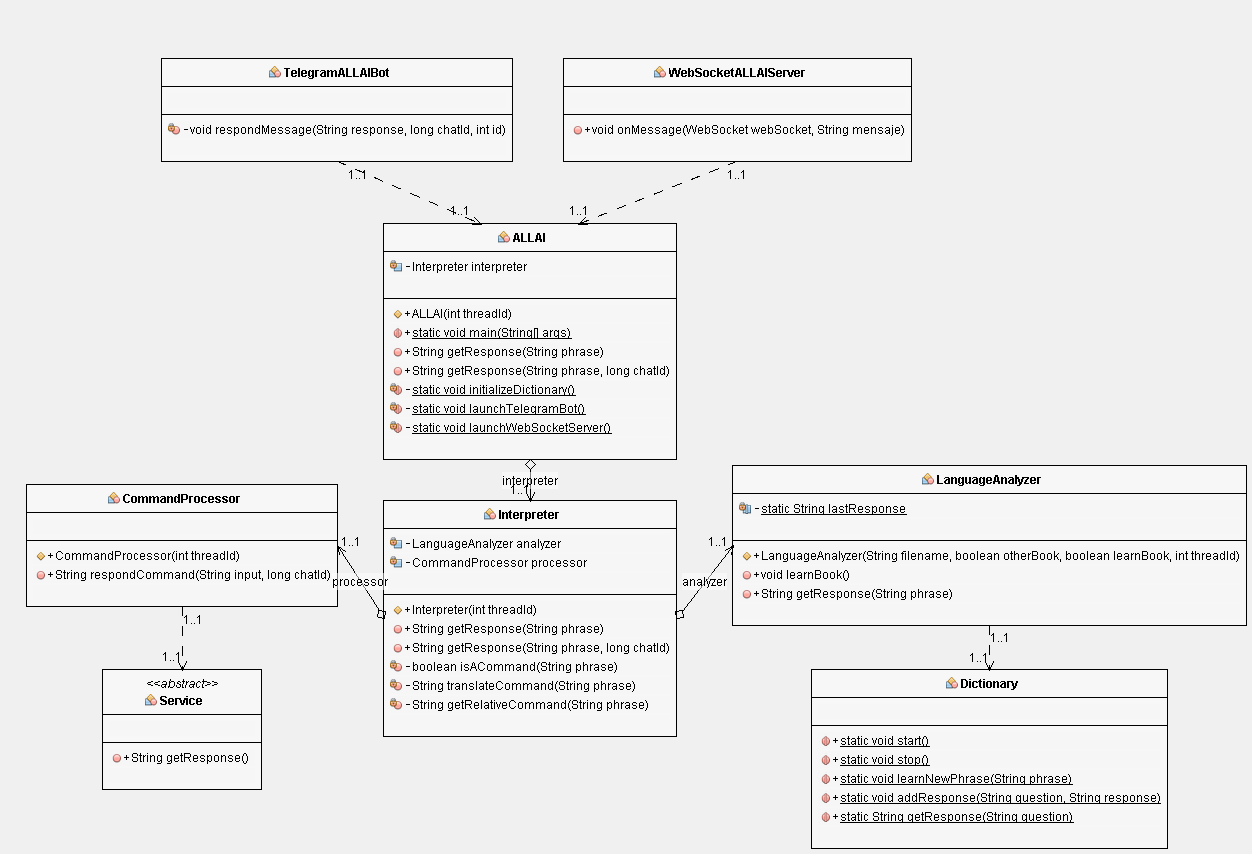 TelegramALLAIBot
-void respondMessage(String response, long chatId, int id)
WebSocketALLAIServer
+void onMessage(WebSocket webSocket, String mensaje)
1..1
1..1
1..1
1..1
ALLAI
-Interpreter interpreter
+ALLAI(int threadId)
+static void main(String[] args)
+String getResponse(String phrase)
+String getResponse(String phrase, long chatId)
-static void initializeDictionary()
-static void launchTelegramBot()
-static void launchWebSocketServer()
interpreter
1..1
CommandProcessor
+CommandProcessor(int threadId)
+String respondCommand(String input, long chatId)
1..1
processor
Interpreter
-LanguageAnalyzer analyzer
-CommandProcessor processor
+Interpreter(int threadId)
+String getResponse(String phrase)
+String getResponse(String phrase, long chatId)
-boolean isACommand(String phrase)
-String translateCommand(String phrase)
-String getRelativeCommand(String phrase)
1..1
analyzer
LanguageAnalyzer
-static String lastResponse
+LanguageAnalyzer(String filename, boolean otherBook, boolean learnBook, int threadId)
+void learnBook()
+String getResponse(String phrase)
1..1
1..1
<<abstract>>
Service
+String getResponse()
1..1
1..1
Dictionary
+static void start()
+static void stop()
+static void learnNewPhrase(String phrase)
+static void addResponse(String question, String response)
+static String getResponse(String question)